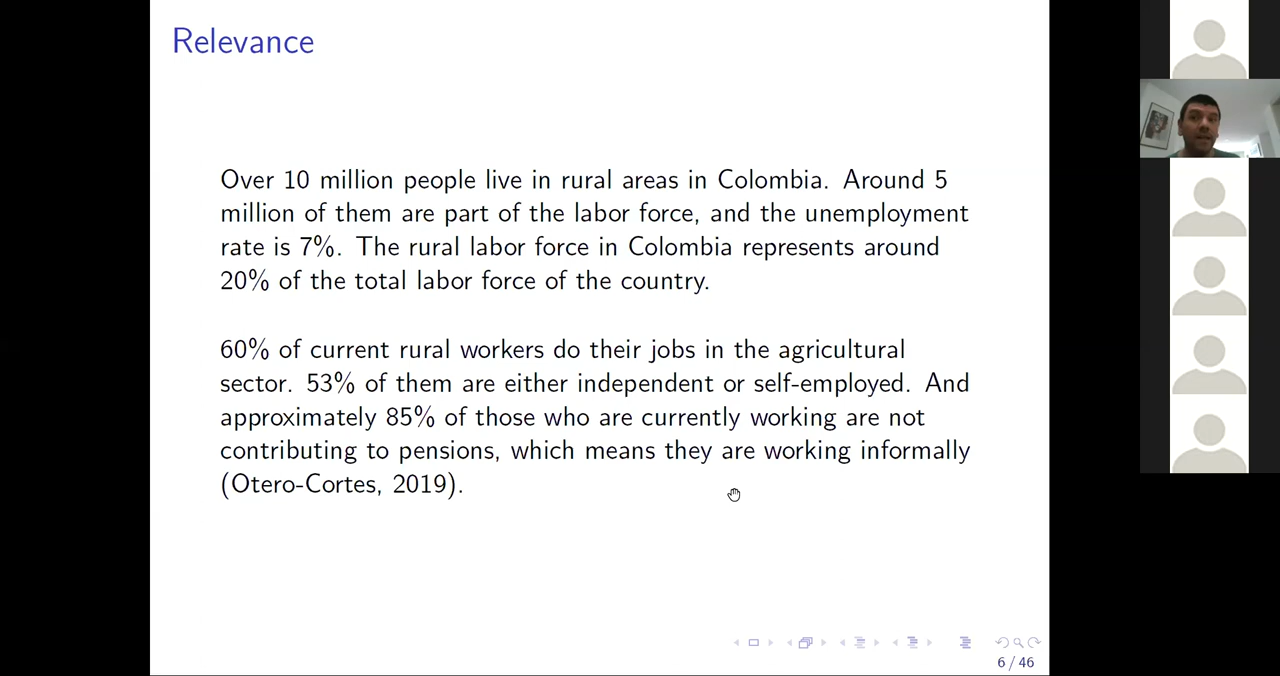 Relevance
Over 10 million people live in rural areas in Colombia. Around 5
million of them are part of the labor force, and the unemployment
rate is 7%. The rural labor force in Colombia represents around
20% of the total labor force of the country.
60% of current rural workers do their jobs in the agricultural
sector. 53% of them are either independent or self-employed. And
approximately 85% of those who are currently working are not
contributing to pensions, which means they are working informally
(Otero-Cortes, 2019).
6 / 46